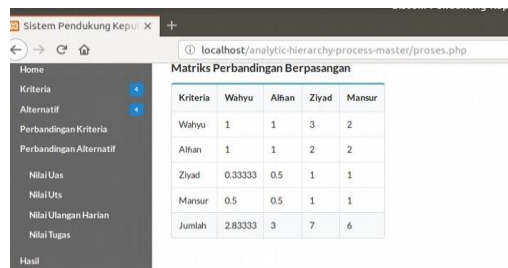 Sistem Pendukung Kepu × +
localhost/analytic-hierarchy-process-master/proses.php
Home
Kriteria 4
Alternatif 4
Perbandingan Kriteria
Perbandingan Alternatif
Nilai Uas
Nilai Uts
Nilai Ulangan Harian
Nilai Tugas
Hasil
Matriks Perbandingan Berpasangan
Kriteria Wahyu Alfian Ziyad Mansur
Wahyu 1 1 3 2
Alfian 1 1 2 2
Ziyad 0.33333 0.5 1 1
Mansur 0.5 0.5 1 1
Jumlah 2.83333 3 7 6